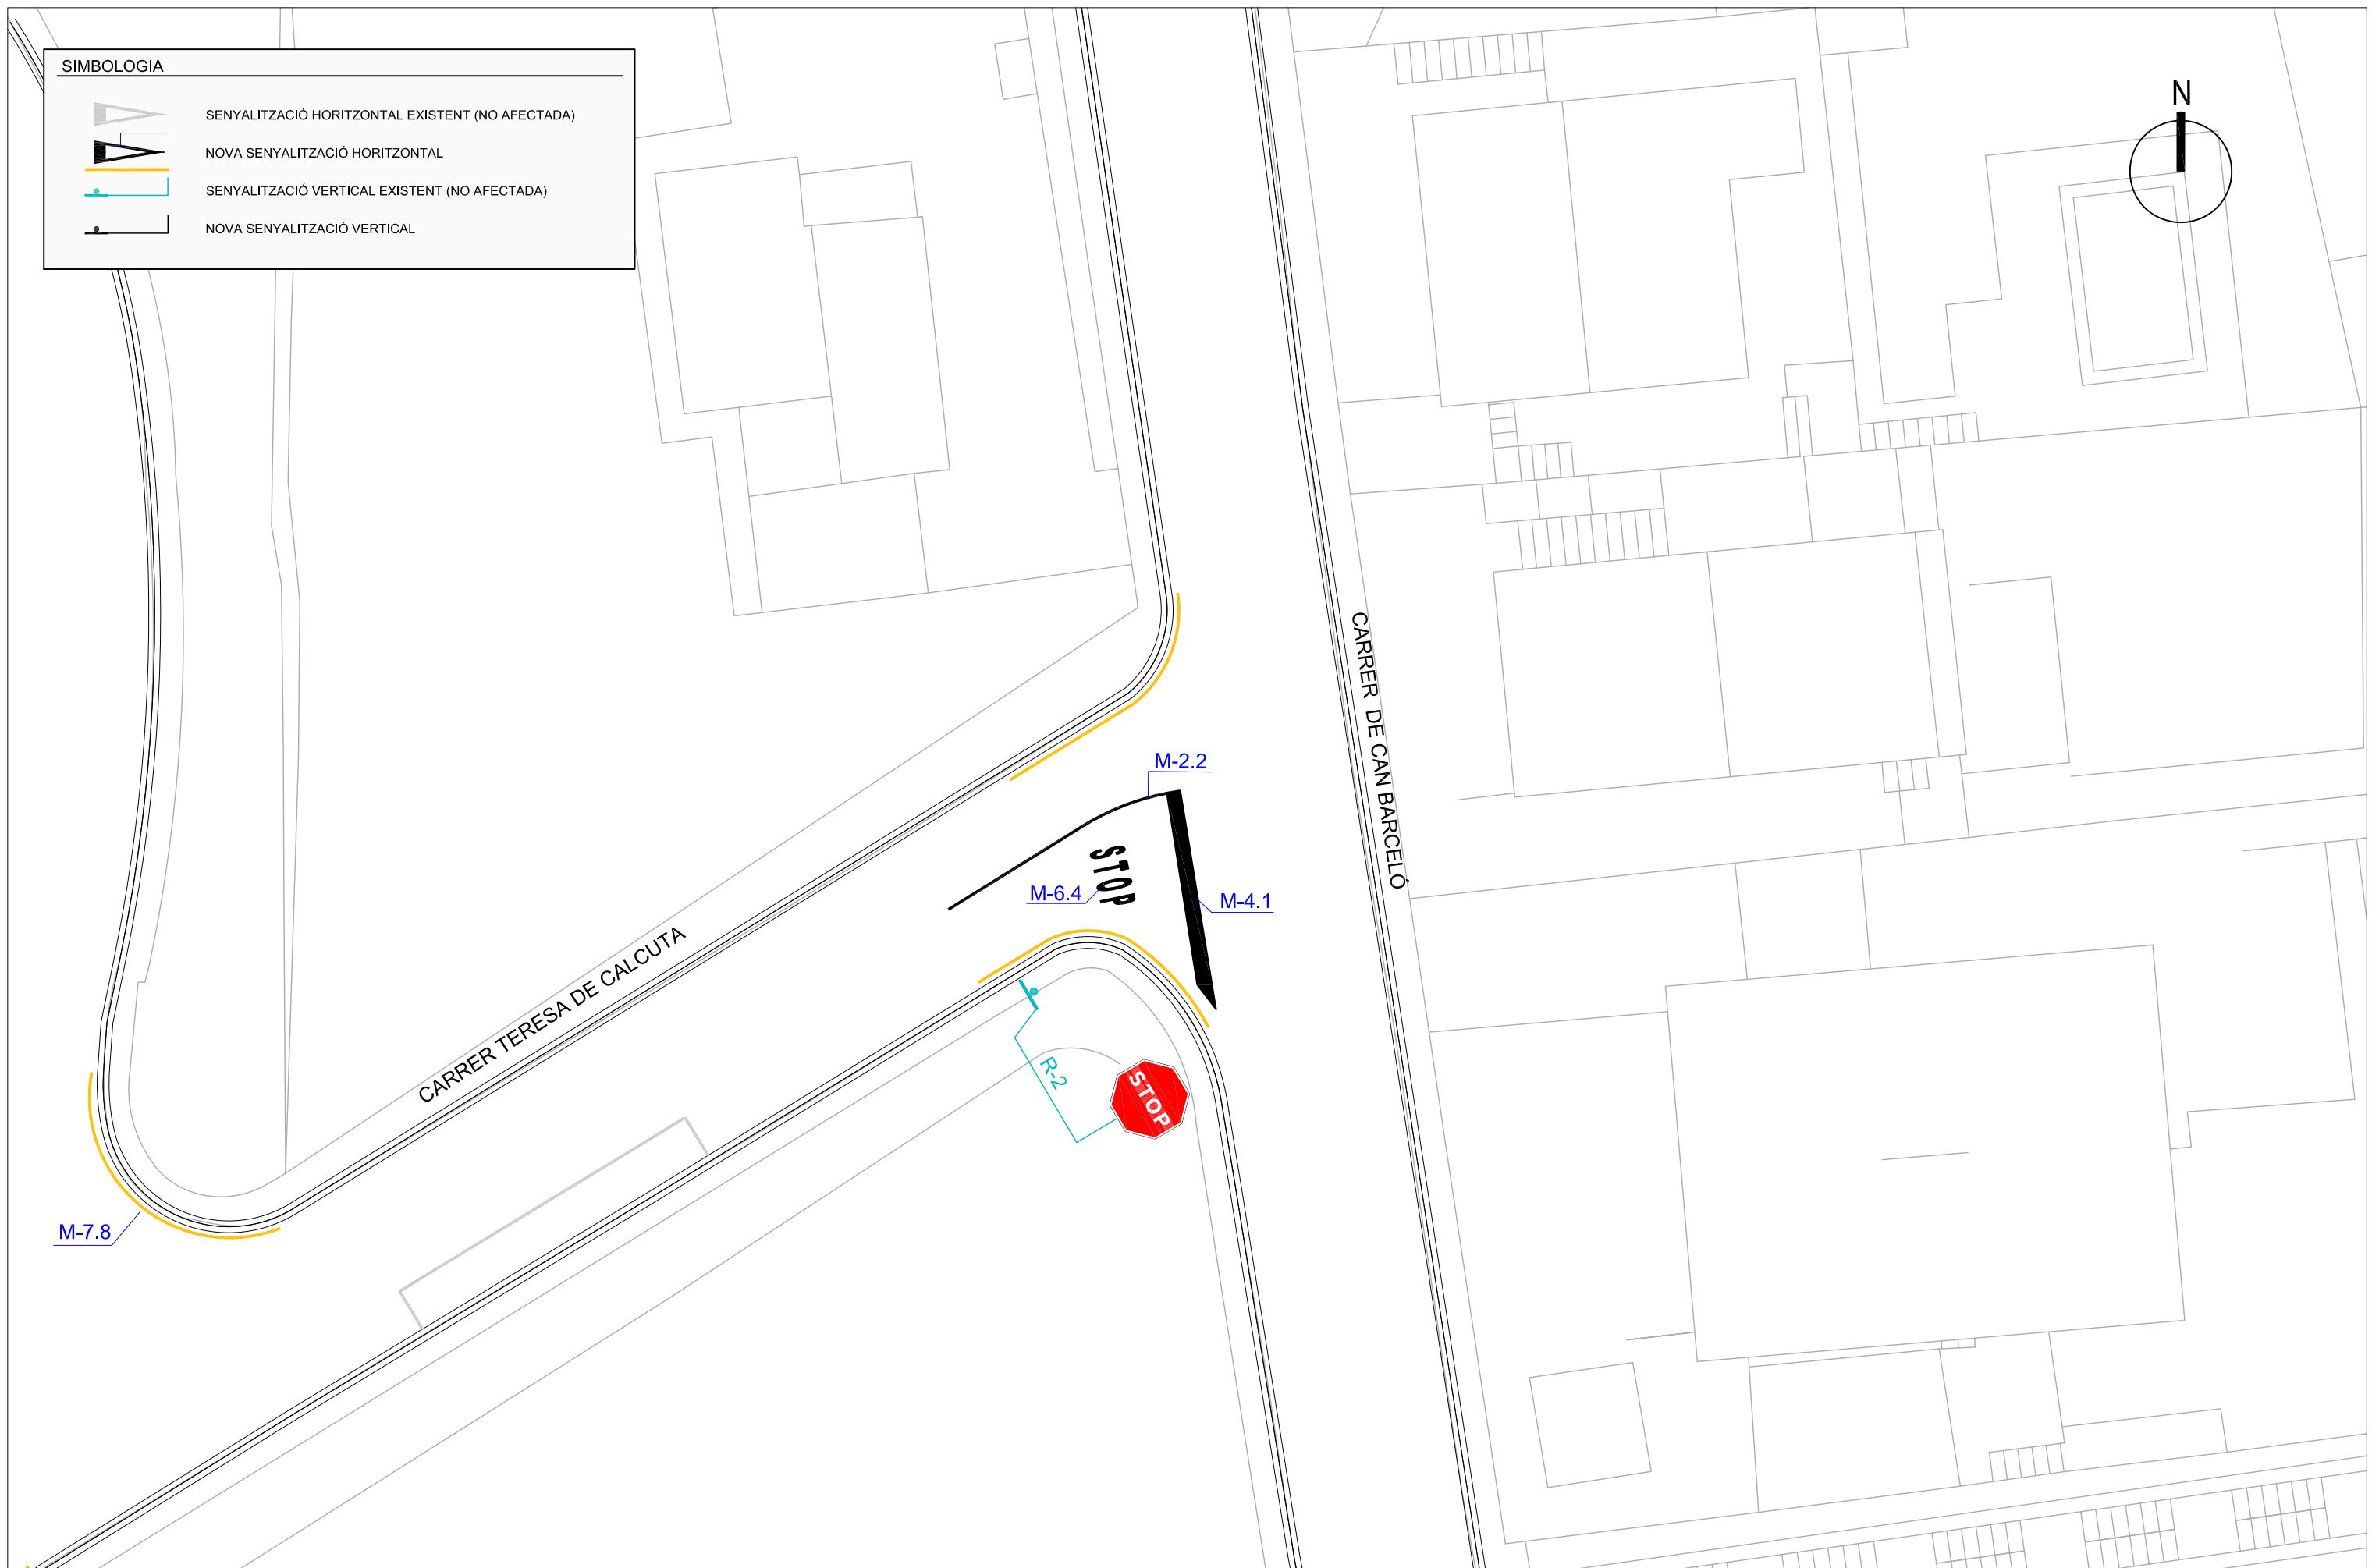 SIMBOLOGIA
SENYALITZACIÓ HORITZONTAL EXISTENT (NO AFECTADA)
NOVA SENYALITZACIÓ HORITZONTAL
SENYALITZACIÓ VERTICAL EXISTENT (NO AFECTADA)
NOVA SENYALITZACIÓ VERTICAL
N
CARRER DE CAN BARCELÓ
M-2.2
STOP
M-6.4
M-4.1
CARRER TERESA DE CALCUTA
R-2
STOP
M-7.8